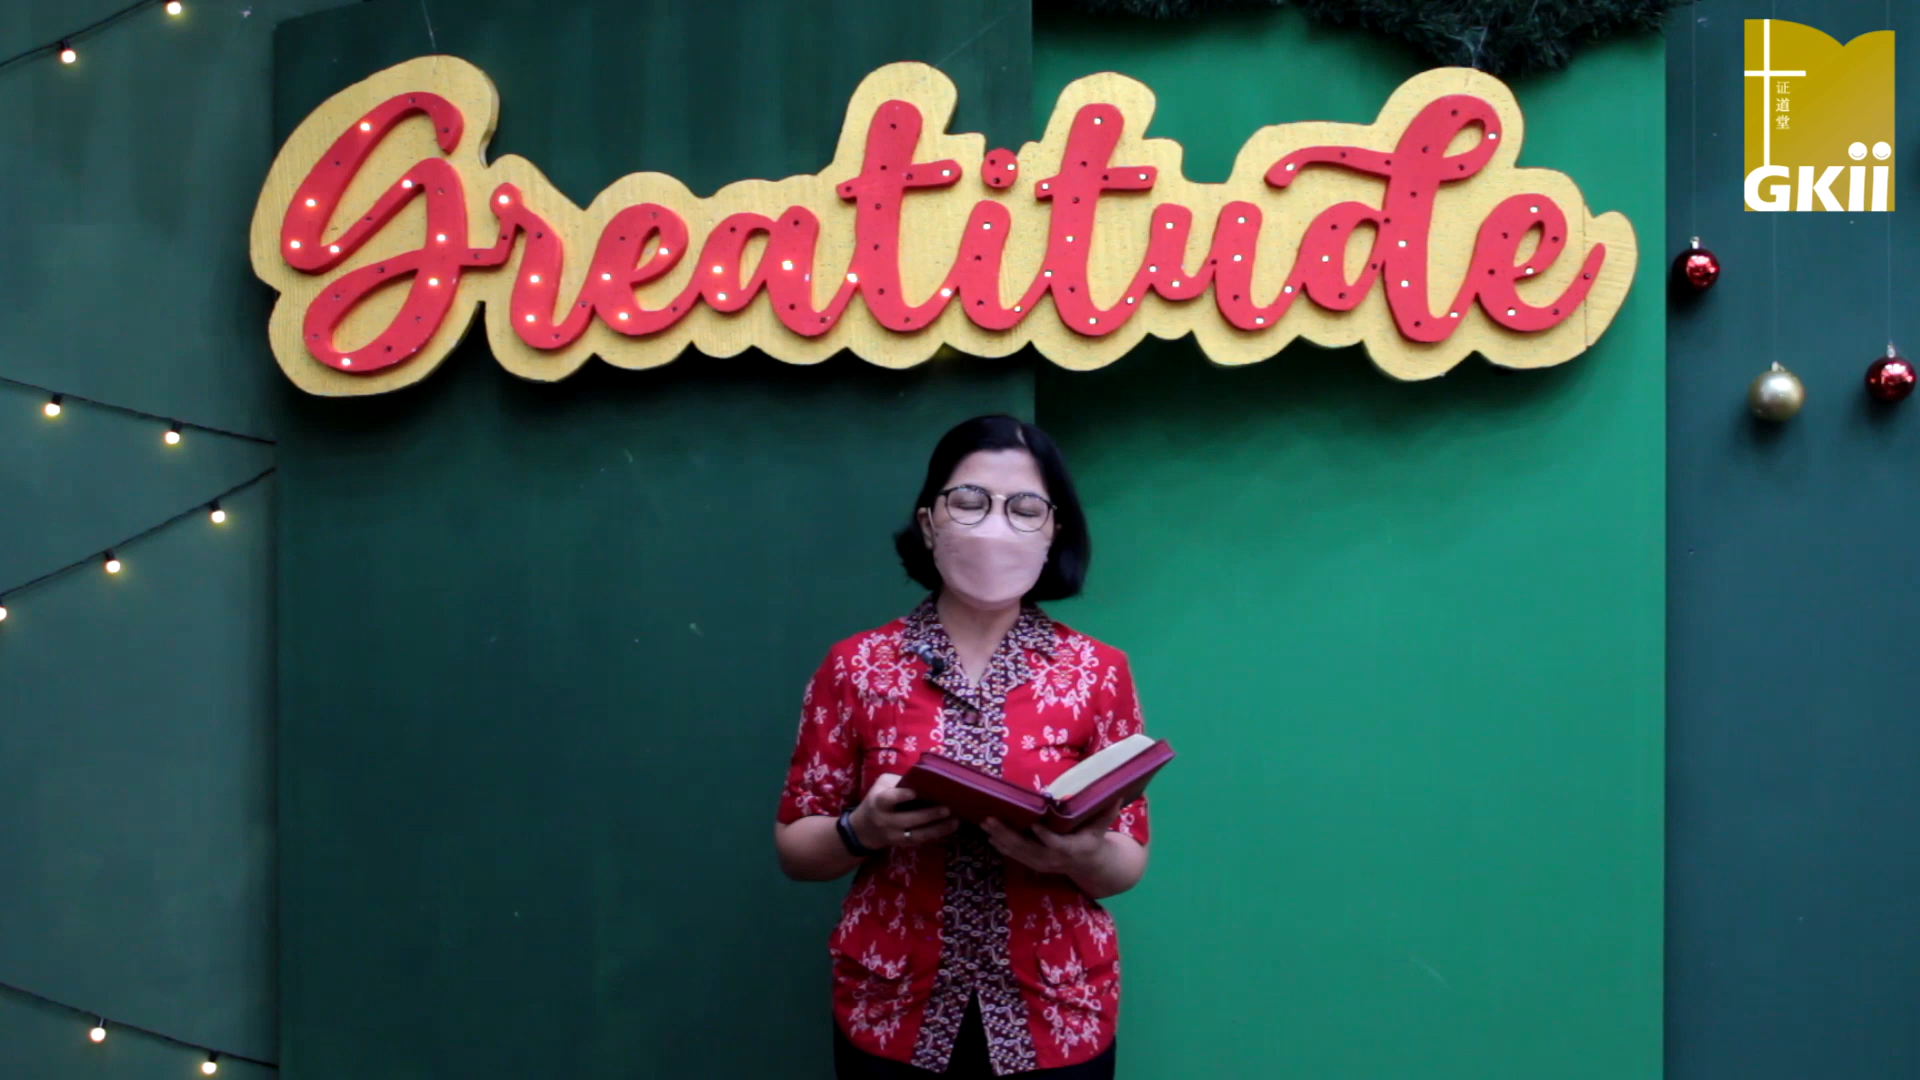 Greatitude
证
道
堂
GKii